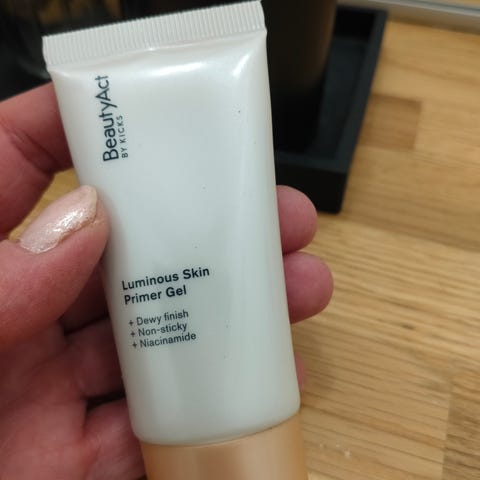 BeautyAct
BY KICKS
Luminous Skin
Primer Gel
+ Dewy finish
+ Non-sticky
+ Niacinamide